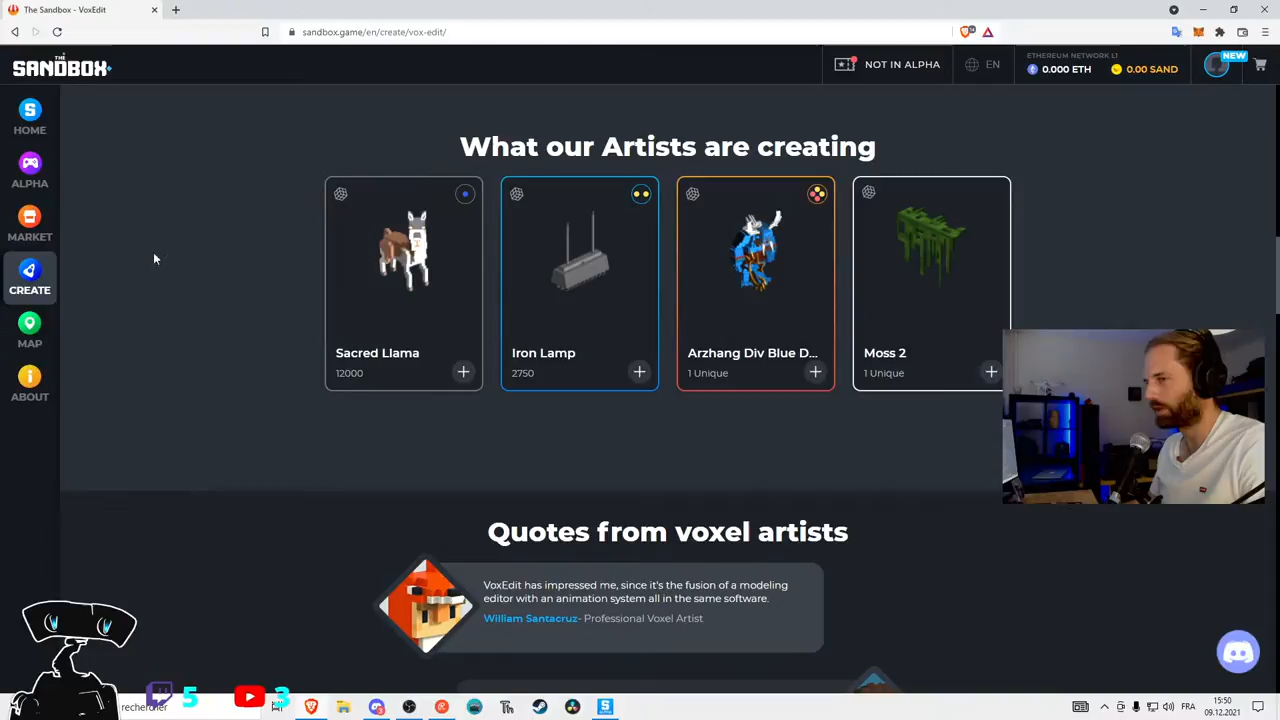 The Sandbox - VoxEdit
sandbox.game/en/create/vox-edit/
THE
SANDBOX
NOT IN ALPHA
EN
ETHEREUM NETWORK L1
0.000 ETH
0.00 SAND
NEW
HOME
ALPHA
MARKET
CREATE
MAP
ABOUT
What our Artists are creating
Sacred Llama
12000
Iron Lamp
2750
Arzhang Div Blue D...
1 Unique
Moss 2
1 Unique
Quotes from voxel artists
VoxEdit has impressed me, since it's the fusion of a modeling
editor with an animation system all in the same software.
William Santacruz- Professional Voxel Artist
5
3
rechercher
FRA
15:50
09.12.2021